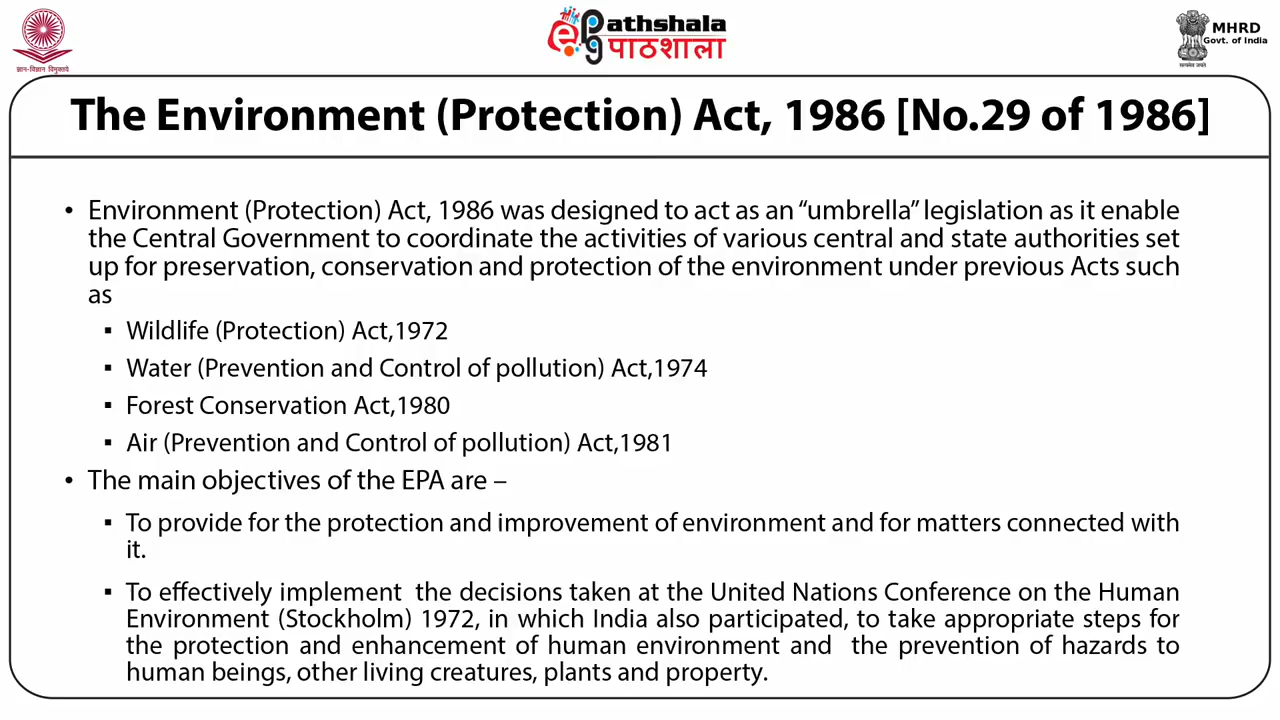 ज्ञान-विज्ञान विमुक्तये
ePathshala
पाठशाला
MHRD
Govt. of India
सत्यमेव जयते
The Environment (Protection) Act, 1986 [No.29 of 1986]
• Environment (Protection) Act, 1986 was designed to act as an “umbrella” legislation as it enable
the Central Government to coordinate the activities of various central and state authorities set
up for preservation, conservation and protection of the environment under previous Acts such
as
▪ Wildlife (Protection) Act,1972
▪ Water (Prevention and Control of pollution) Act,1974
▪ Forest Conservation Act,1980
▪ Air (Prevention and Control of pollution) Act,1981
• The main objectives of the EPA are –
▪ To provide for the protection and improvement of environment and for matters connected with
it.
▪ To effectively implement the decisions taken at the United Nations Conference on the Human
Environment (Stockholm) 1972, in which India also participated, to take appropriate steps for
the protection and enhancement of human environment and the prevention of hazards to
human beings, other living creatures, plants and property.